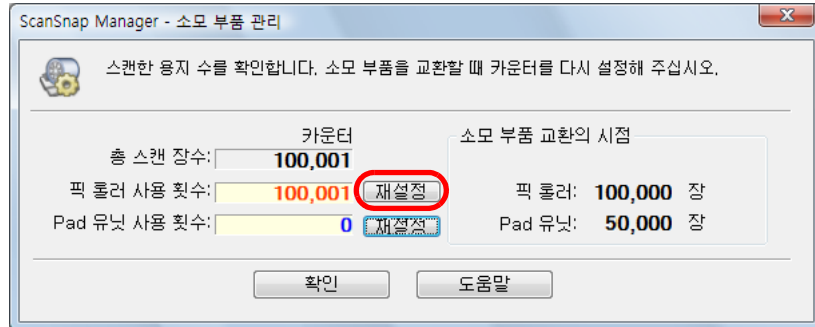 ScanSnap Manager - 소모 부품 관리
스캔한 용지 수를 확인합니다. 소모 부품을 교환할 때 카운터를 다시 설정해 주십시오.
카운터
소모 부품 교환의 시점
총 스캔 장수: 100,001
픽 롤러 사용 횟수: 100,001 재설정
픽 롤러: 100,000 장
Pad 유닛 사용 횟수: 0 재설정
Pad 유닛: 50,000 장
확인 도움말